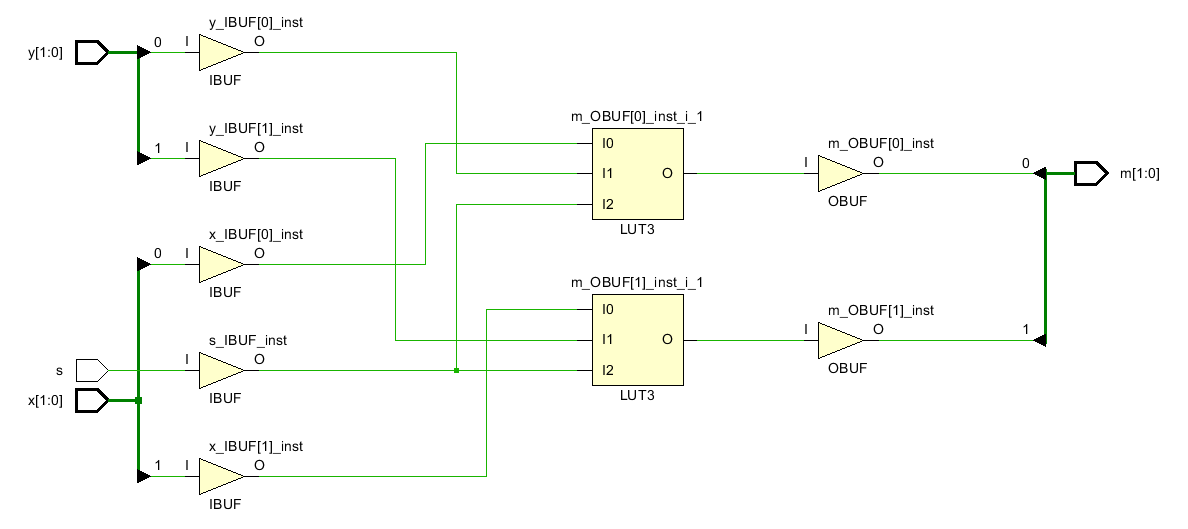 y_IBUF[0]_inst
y[1:0]
0
I
O
IBUF
y_IBUF[1]_inst
1
I
O
IBUF
m_OBUF[0]_inst_i_1
I0
I1
O
I2
LUT3
m_OBUF[0]_inst
I
O
OBUF
0
m[1:0]
x_IBUF[0]_inst
0
I
O
IBUF
m_OBUF[1]_inst_i_1
I0
I1
O
I2
LUT3
m_OBUF[1]_inst
I
O
OBUF
1
s_IBUF_inst
s
I
O
IBUF
x[1:0]
x_IBUF[1]_inst
1
I
O
IBUF